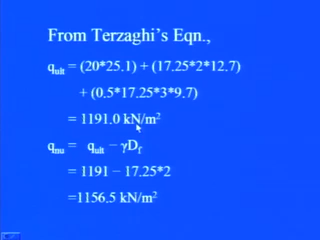 From Terzaghi's Eqn.,
qult = (20*25.1) + (17.25*2*12.7)
+ (0.5*17.25*3*9.7)
= 1191.0 kN/m²
qnu = qult − γDf
= 1191 − 17.25*2
=1156.5 kN/m²